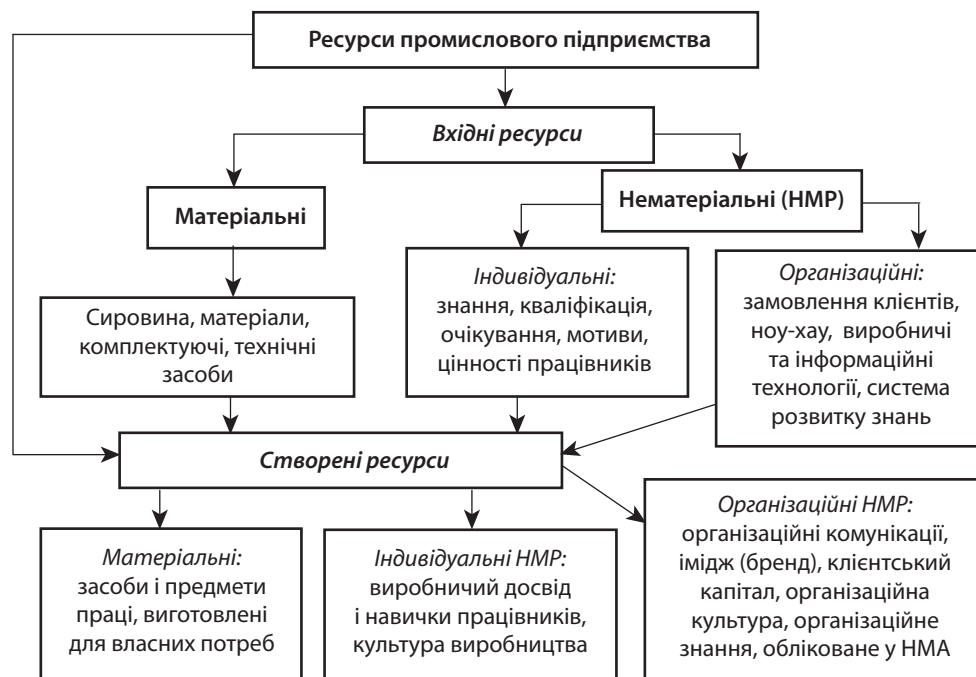 Ресурси промислового підприємства
Вхідні ресурси
Матеріальні
Нематеріальні (НМР)
Сировина, матеріали,
комплектуючі, технічні
засоби
Індивідуальні:
знання, кваліфікація,
очікування, мотиви,
цінності працівників
Організаційні:
замовлення клієнтів,
ноу-хау, виробничі
та інформаційні
технології, система
розвитку знань
Створені ресурси
Матеріальні:
засоби і предмети
праці, виготовлені
для власних потреб
Індивідуальні НМР:
виробничий досвід
і навички працівників,
культура виробництва
Організаційні НМР:
організаційні комунікації,
імідж (бренд), клієнтський
капітал, організаційна
культура, організаційне
знання, обліковане у НМА